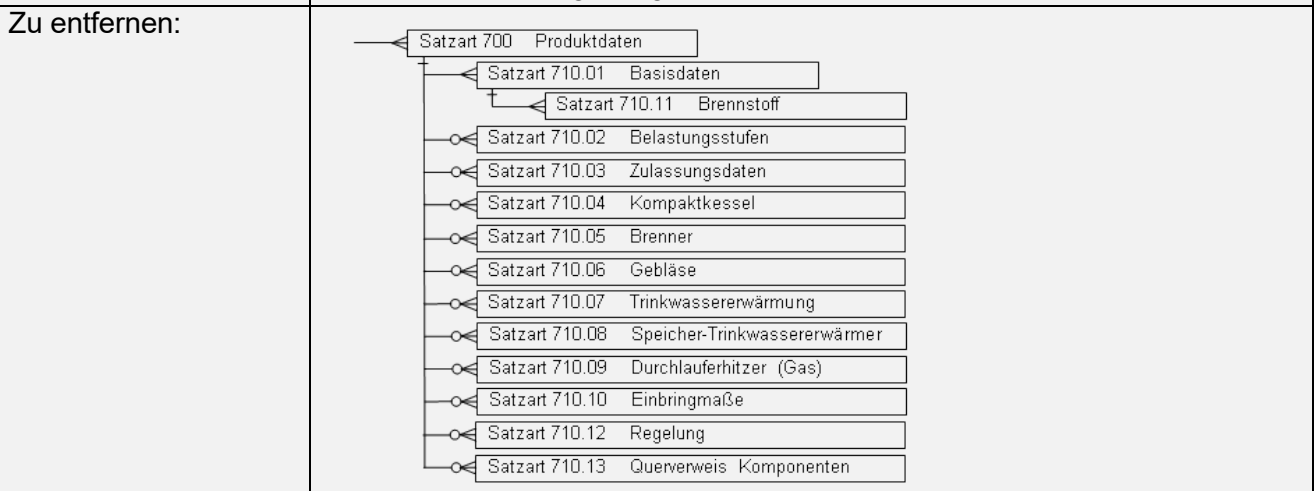 Zu entfernen:
Satzart 700 Produktdaten
Satzart 710.01 Basisdaten
Satzart 710.11 Brennstoff
Satzart 710.02 Belastungsstufen
Satzart 710.03 Zulassungsdaten
Satzart 710.04 Kompaktkessel
Satzart 710.05 Brenner
Satzart 710.06 Gebläse
Satzart 710.07 Trinkwassererwärmung
Satzart 710.08 Speicher-Trinkwassererwärmer
Satzart 710.09 Durchlauferhitzer (Gas)
Satzart 710.10 Einbringmaße
Satzart 710.12 Regelung
Satzart 710.13 Querverweis Komponenten